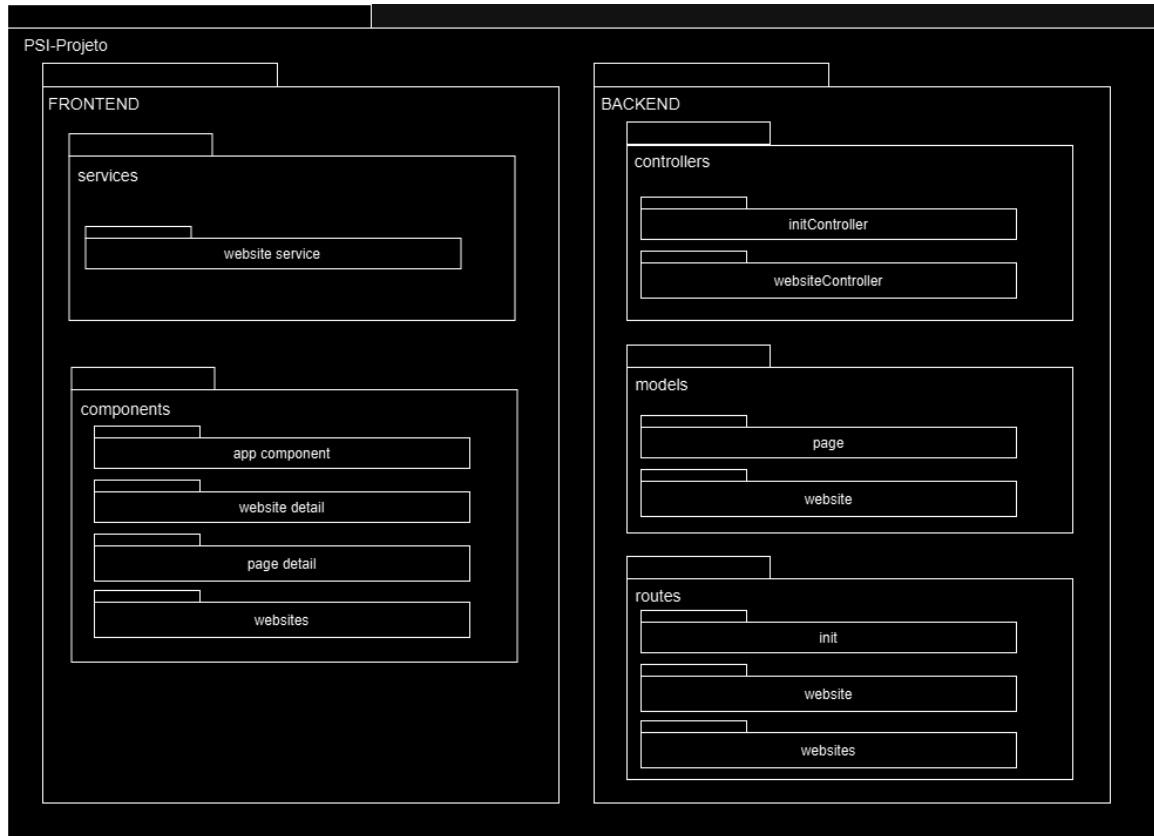 PSI-Projeto
FRONTEND
services
website service
components
app component
website detail
page detail
websites
BACKEND
controllers
initController
websiteController
models
page
website
routes
init
website
websites